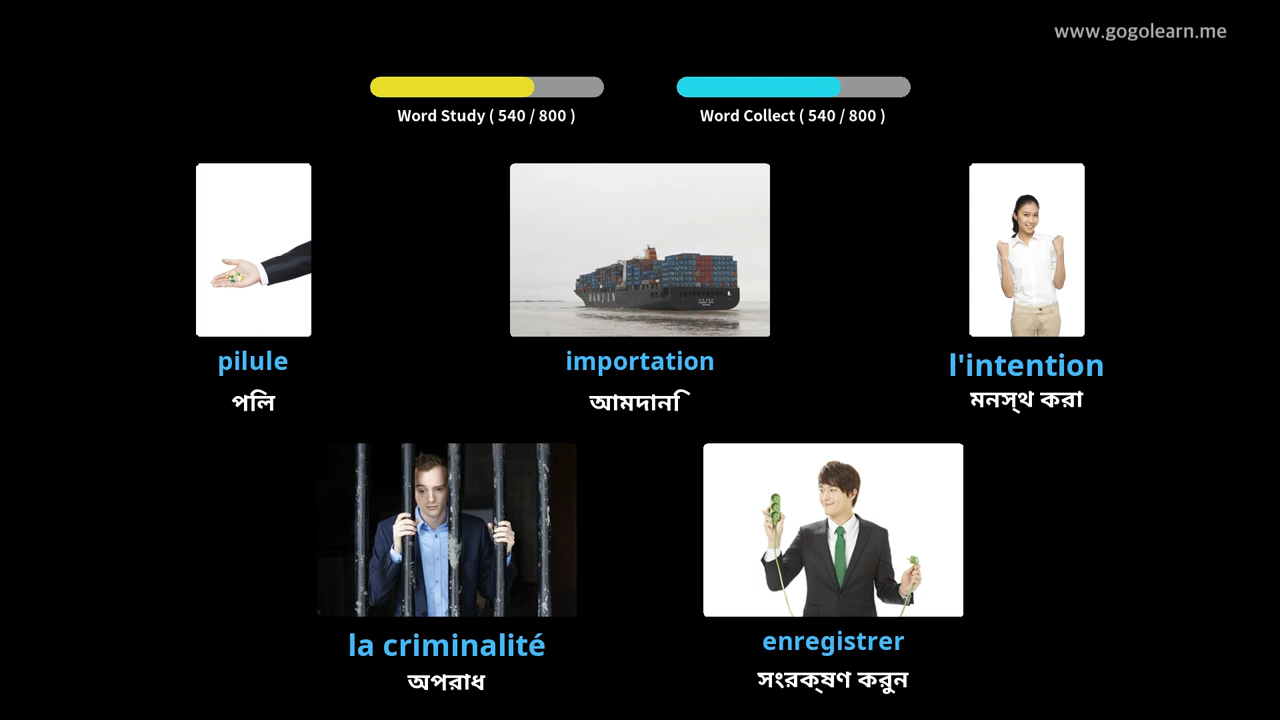 www.gogolearn.me
Word Study ( 540 / 800 )
Word Collect ( 540 / 800 )
pilule
importation
l'intention
পলি
আমদানি
মনস্থ করা
la criminalité
enregistrer
অপরাধ
সংরক্ষণ করুন